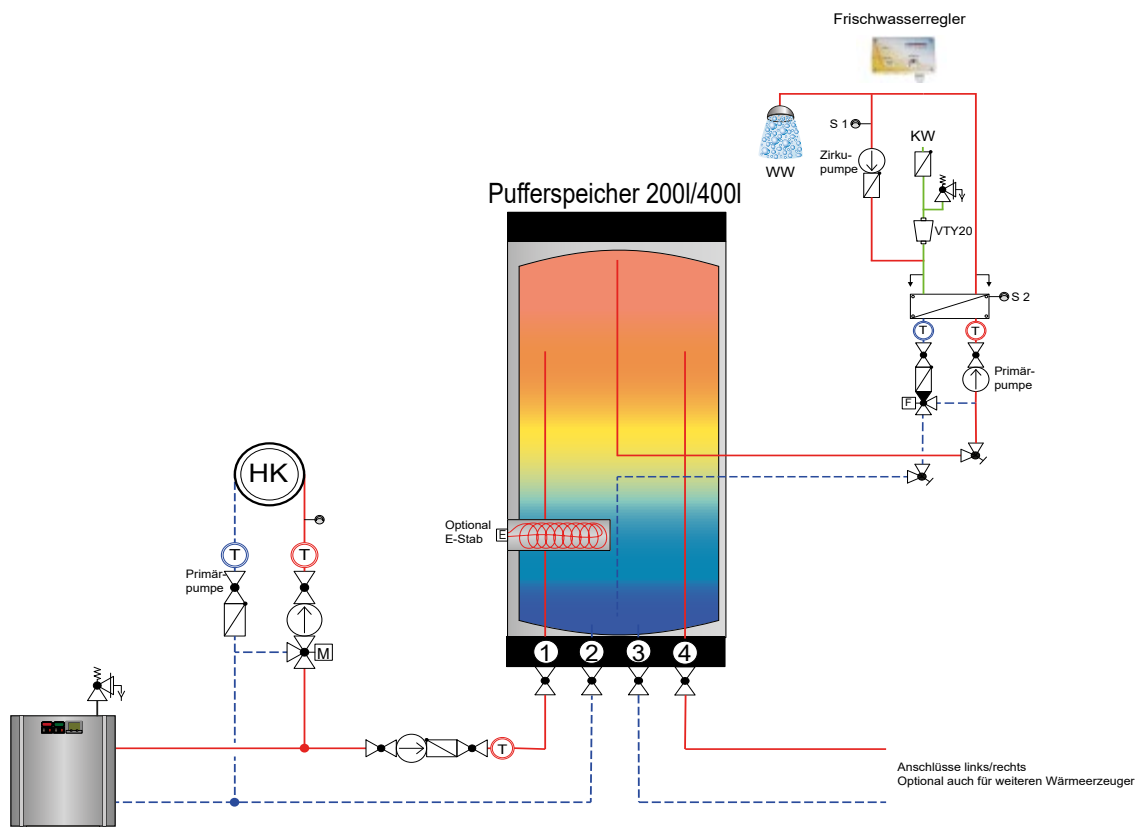 Frischwasserregler
S 1
KW
Zirku-
pumpe
WW
VTY20
Pufferspeicher 200l/400l
S 2
T
T
Primär-
pumpe
F
HK
Optional
E-Stab
E
T
T
Primär-
pumpe
M
1
2
3
4
T
Anschlüsse links/rechts
Optional auch für weiteren Wärmeerzeuger